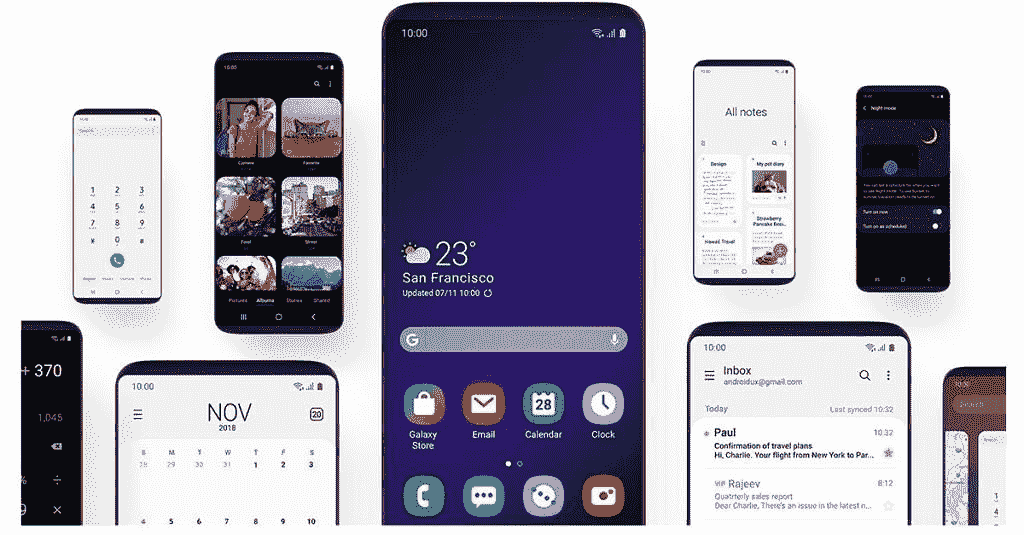 10:00
23°
San Francisco
Updated 07/11 10:00
G
Galaxy Store
Email
28
Calendar
Clock
10:00
Camera
Favorite
Food
Street
Pictures Albums Stories Shared
1 2 3
4 5 6
7 8 9
0
+ 370
1,045
%
÷
9
×
10:00
NOV
2018
20
S M T W T F S
28 29 30 31 1 2 3
4 5 6 7 8 9 10
10:00
All notes
Design
My pet diary
Strawberry
Hawaii Travel
Night mode
Turn on now
Turn on as scheduled
10:00
Inbox
androidux@gmail.com
Today
Last synced 10:32
Paul
10:32
Confirmation of travel plans
Hi, Charlie. Your flight from New York to Par...
VIP Rajeev
8:12
Quatrterly sales report
Dear Charlie, There's an issue in the latest n...